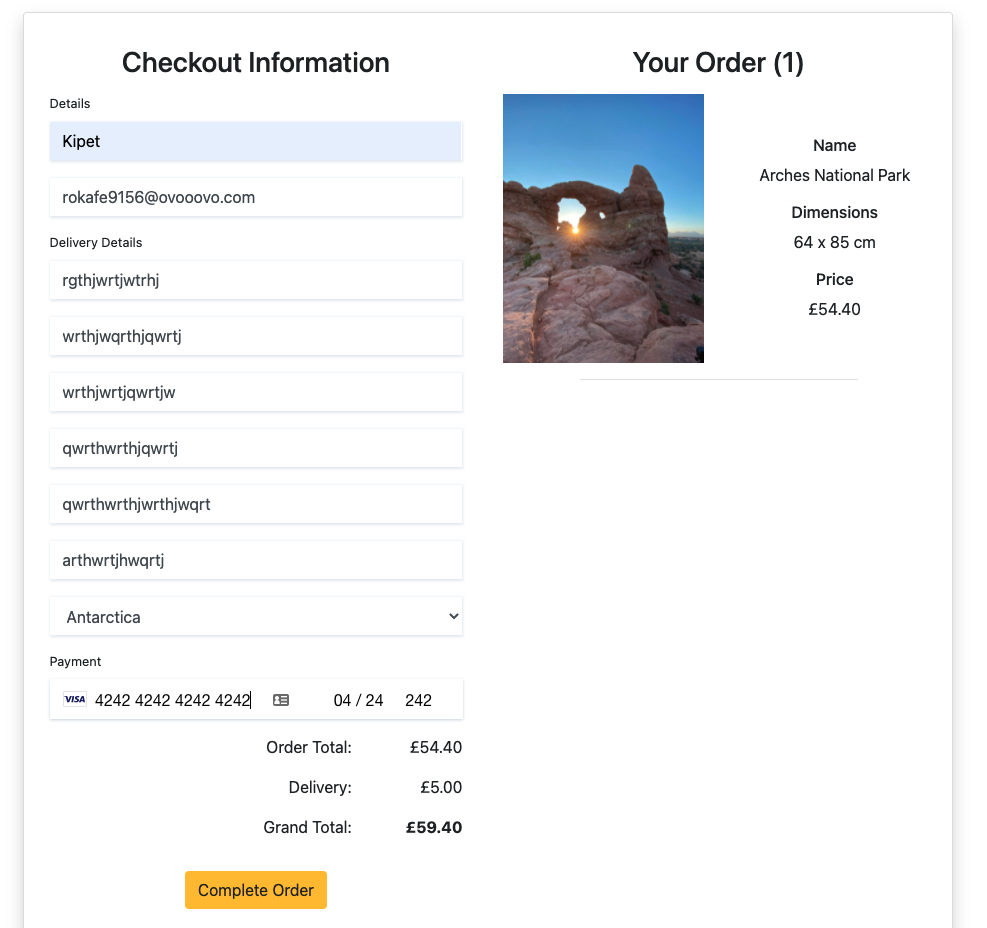 Checkout Information
Details
Kipet
rokafe9156@ovooovo.com
Delivery Details
rgthjwrtjwtrhj
wrthjwqrthjqwrtj
wrthjwrtjqwrtjw
qwrthwrthjqwrtj
qwrthwrthjwrthjwqrt
arthwrtjhwqrtj
Antarctica
Payment
VISA 4242 4242 4242 4242 04 / 24 242
Order Total: £54.40
Delivery: £5.00
Grand Total: £59.40
Complete Order
Your Order (1)
Name
Arches National Park
Dimensions
64 x 85 cm
Price
£54.40